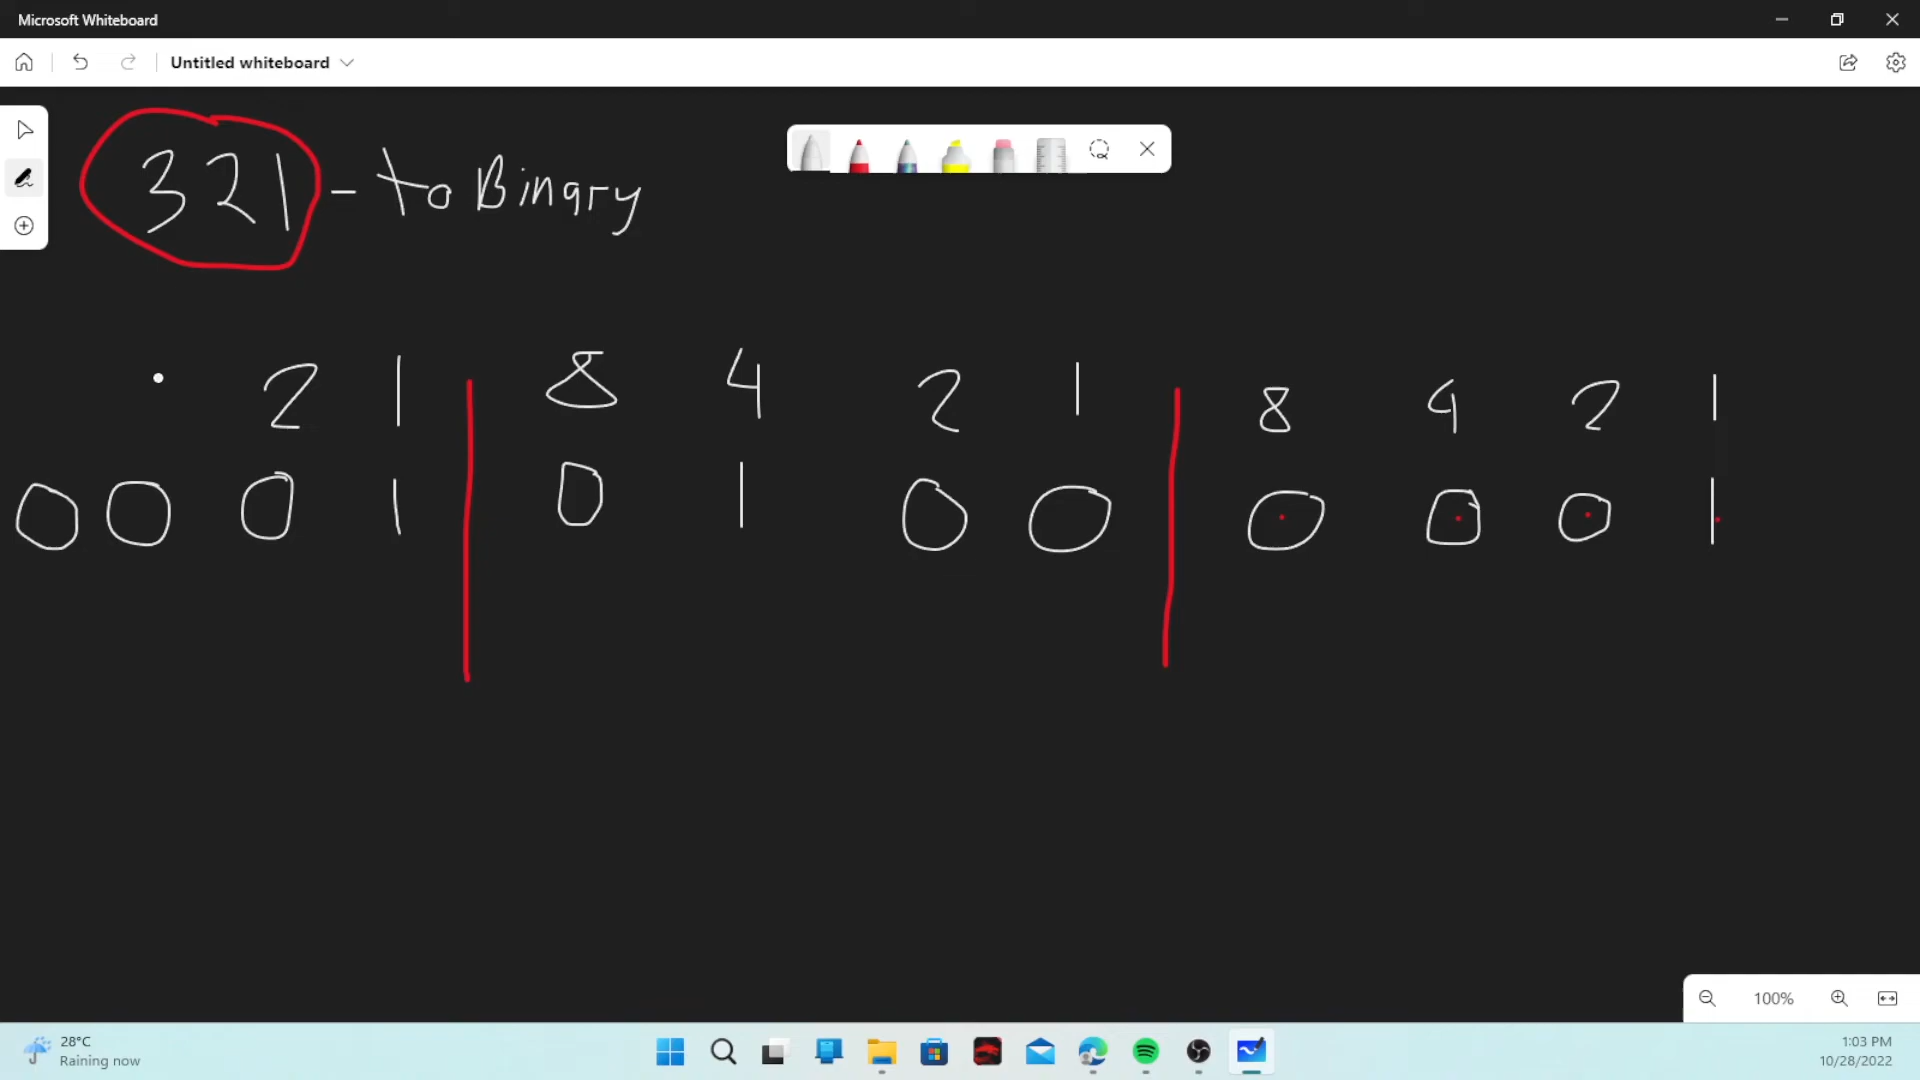 Microsoft Whiteboard
Untitled whiteboard
321 - to Binary
2 1 8 4 2 1 8 4 2 1
0 0 0 1 0 1 0 0 0 0 0 1
100%
28°C
Raining now
1:03 PM
10/28/2022